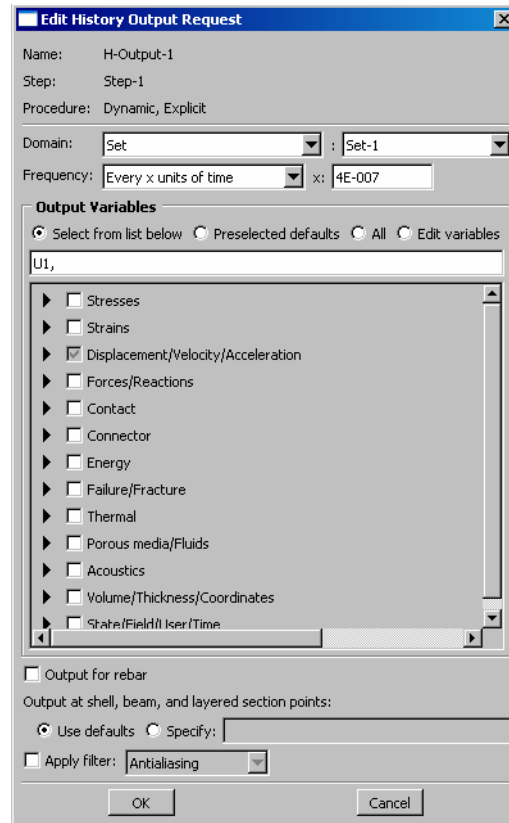 Edit History Output Request
Name: H-Output-1
Step: Step-1
Procedure: Dynamic, Explicit
Domain: Set : Set-1
Frequency: Every x units of time x: 4E-007
Output Variables
Select from list below Preselected defaults All Edit variables
U1,
Stresses
Strains
Displacement/Velocity/Acceleration
Forces/Reactions
Contact
Connector
Energy
Failure/Fracture
Thermal
Porous media/Fluids
Acoustics
Volume/Thickness/Coordinates
State/Field/User/Time
Output for rebar
Output at shell, beam, and layered section points:
Use defaults Specify:
Apply filter: Antialiasing
OK Cancel